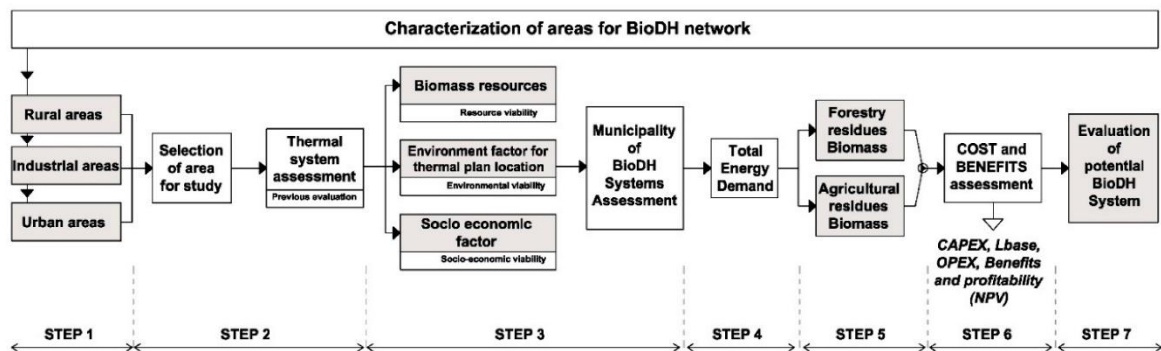 Characterization of areas for BioDH network
Rural areas
Industrial areas
Urban areas
Selection
of area
for study
Thermal
system
assessment
Previous evaluation
Biomass resources
Resource viability
Environment factor for
thermal plan location
Environmental viability
Socio economic
factor
Socio-economic viability
Municipality
of BioDH
Systems
Assessment
Total
Energy
Demand
Forestry
residues
Biomass
Agricultural
residues
Biomass
COST and
BENEFITS
assessment
CAPEX, Lbase,
OPEX, Benefits
and profitability
(NPV)
Evaluation
of
potential
BioDH
System
STEP 1
STEP 2
STEP 3
STEP 4
STEP 5
STEP 6
STEP 7